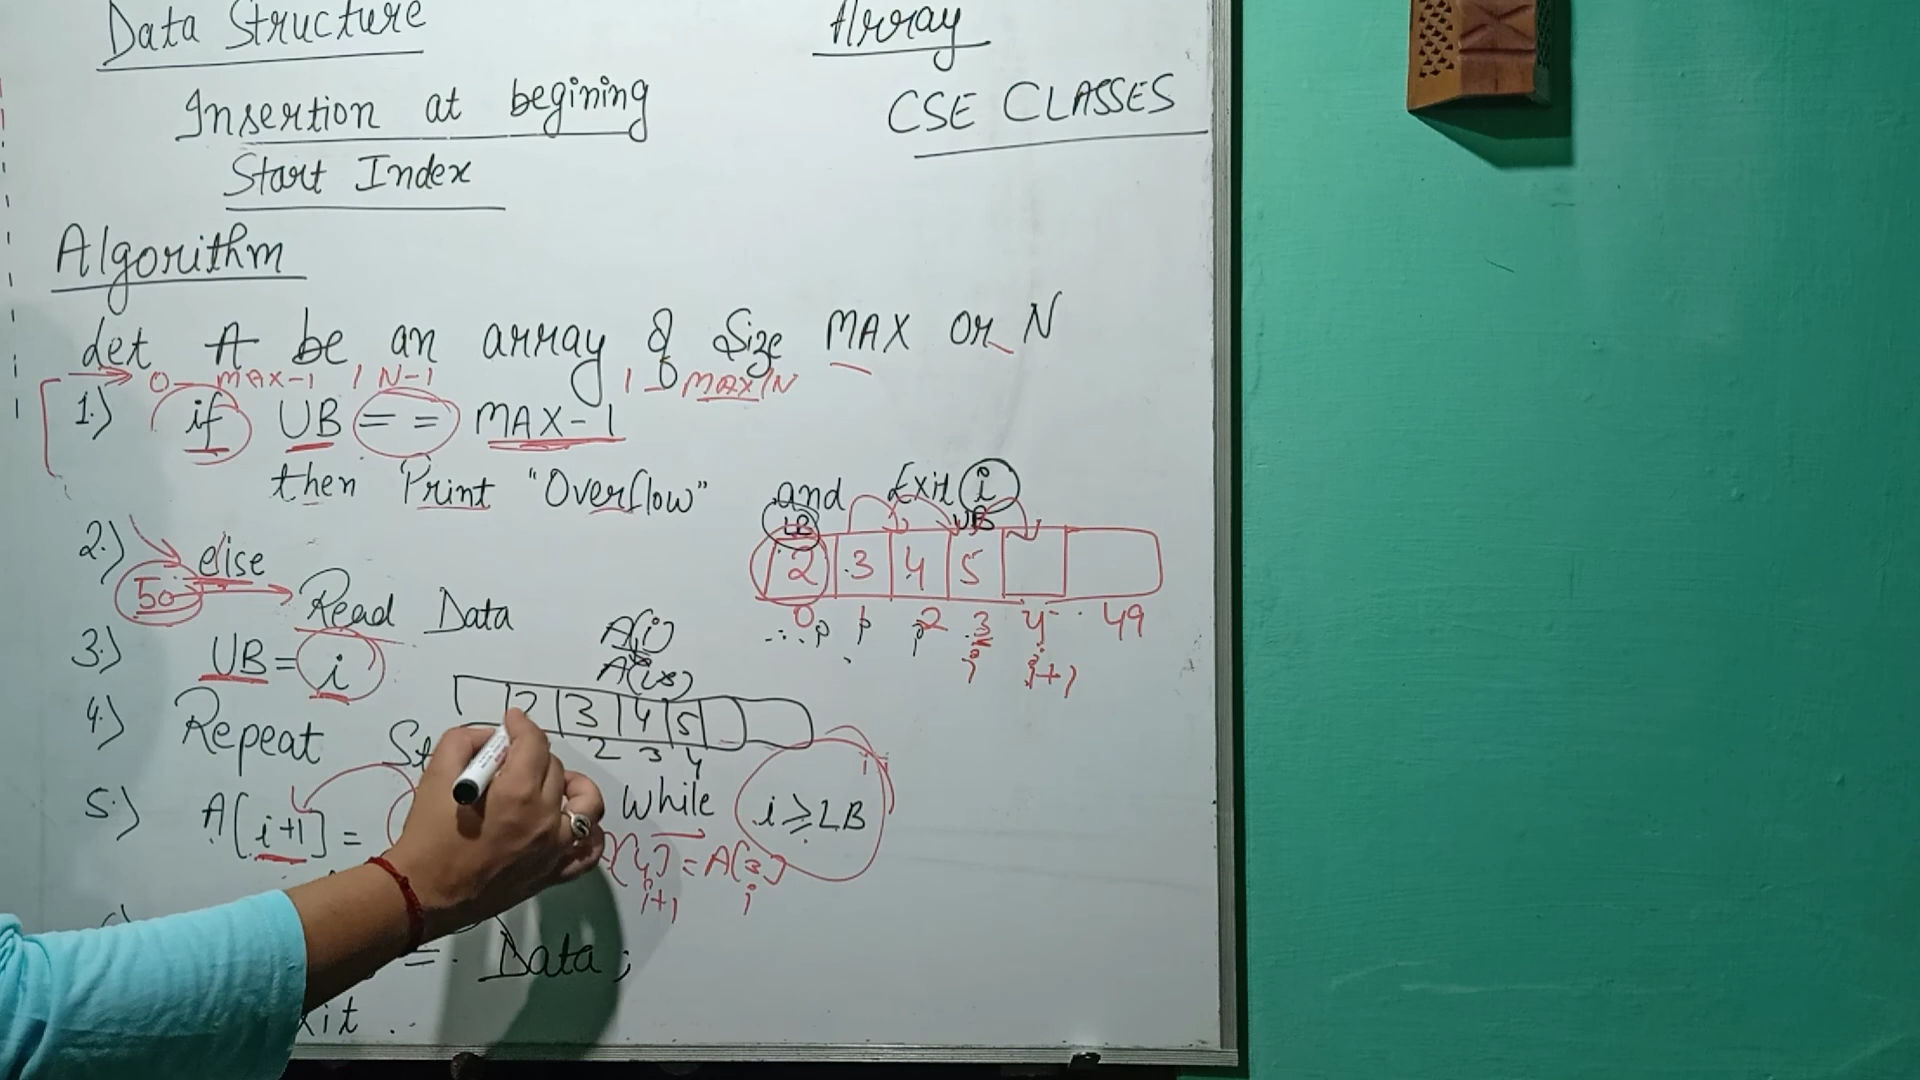 Data Structure
Array
Insertion at begining
CSE CLASSES
Start Index
Algorithm
Let A be an array of Size MAX or N
0 – MAX-1 / N-1
1 – MAX/N
1.) if UB == MAX-1
then Print "Overflow" and Exit
i
LB UB
2 3 4 5
0 1 2 3 4 49
i i+1
2.) else
50
Read Data
3.) UB = i
A(i)
2 3 4 5
2 3 4
4.) Repeat
5.) A[i+1] =
While i ≥ LB
A[4] = A[3]
i+1 i
= Data;